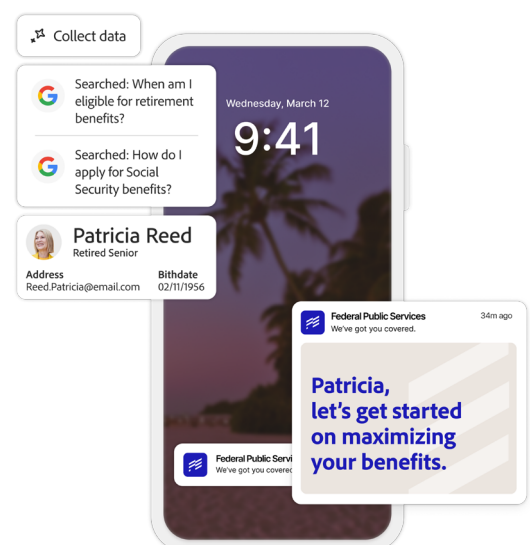 Collect data
Searched: When am I
eligible for retirement
benefits?
Searched: How do I
apply for Social
Security benefits?
Patricia Reed
Retired Senior
Address
Bithdate
Reed.Patricia@email.com
02/11/1956
Wednesday, March 12
9:41
Federal Public Services
34m ago
We've got you covered.
Patricia,
let's get started
on maximizing
your benefits.
Federal Public
We've got you